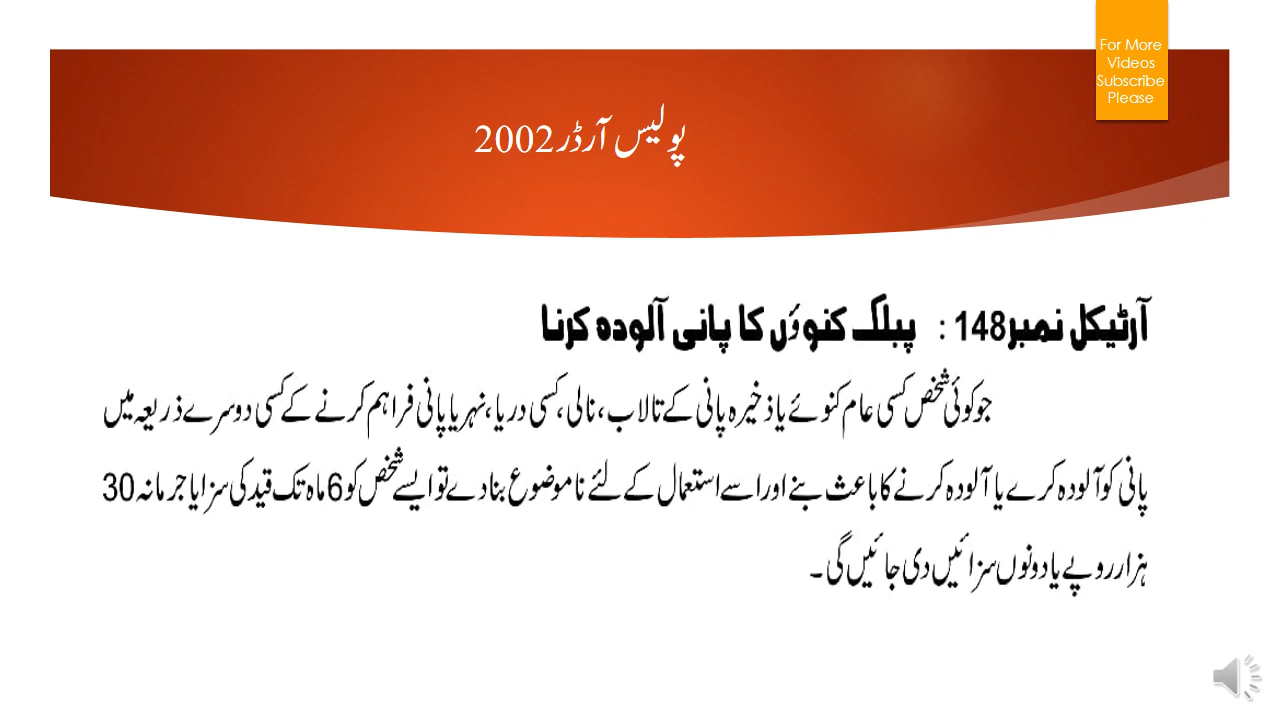 For More
Videos
Subscribe
Please
پولیس آرڈر 2002
آرٹیکل نمبر 148 : پبلک کنوؤں کا پانی آلودہ کرنا
جو کوئی شخص کسی عام کنوئے یا ذخیرہ پانی کے تالاب، نالی، کسی دریا، نہر یا پانی فراہم کرنے کے کسی دوسرے ذریعہ میں
پانی کو آلودہ کرے یا آلودہ کرنے کا باعث بنے اور اسے استعمال کے لئے ناموضوع بنا دے تو ایسے شخص کو 6 ماہ تک قید کی سزا یا جرمانہ 30
ہزار روپے یا دونوں سزائیں دی جائیں گی۔